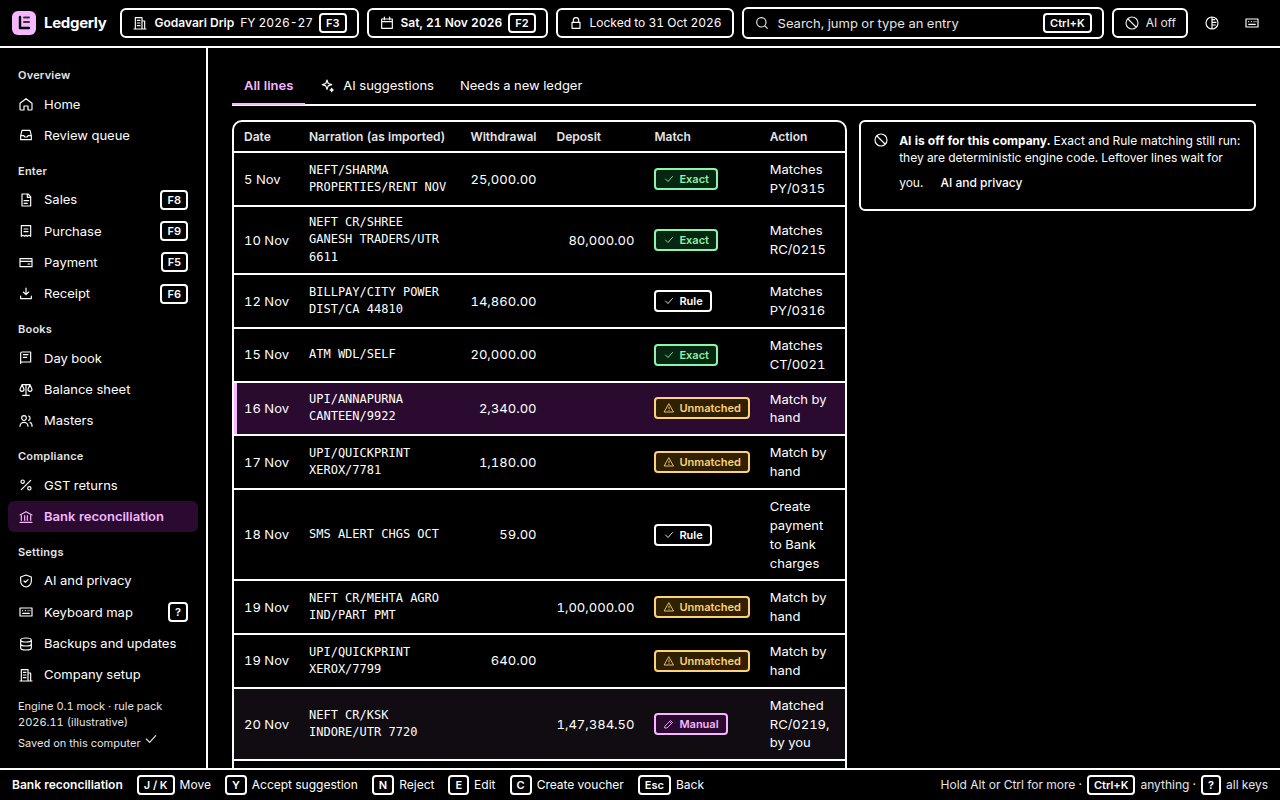 Ledgerly
Godavari Drip FY 2026-27 F3
Sat, 21 Nov 2026 F2
Locked to 31 Oct 2026
Search, jump or type an entry Ctrl+K
AI off
Overview
Home
Review queue
Enter
Sales F8
Purchase F9
Payment F5
Receipt F6
Books
Day book
Balance sheet
Masters
Compliance
GST returns
Bank reconciliation
Settings
AI and privacy
Keyboard map ?
Backups and updates
Company setup
Engine 0.1 mock · rule pack
2026.11 (illustrative)
Saved on this computer
All lines AI suggestions Needs a new ledger
Date Narration (as imported) Withdrawal Deposit Match Action
5 Nov NEFT/SHARMA PROPERTIES/RENT NOV 25,000.00 Exact Matches PY/0315
10 Nov NEFT CR/SHREE GANESH TRADERS/UTR 6611 80,000.00 Exact Matches RC/0215
12 Nov BILLPAY/CITY POWER DIST/CA 44810 14,860.00 Rule Matches PY/0316
15 Nov ATM WDL/SELF 20,000.00 Exact Matches CT/0021
16 Nov UPI/ANNAPURNA CANTEEN/9922 2,340.00 Unmatched Match by hand
17 Nov UPI/QUICKPRINT XEROX/7781 1,180.00 Unmatched Match by hand
18 Nov SMS ALERT CHGS OCT 59.00 Rule Create payment to Bank charges
19 Nov NEFT CR/MEHTA AGRO IND/PART PMT 1,00,000.00 Unmatched Match by hand
19 Nov UPI/QUICKPRINT XEROX/7799 640.00 Unmatched Match by hand
20 Nov NEFT CR/KSK INDORE/UTR 7720 1,47,384.50 Manual Matched RC/0219, by you
AI is off for this company. Exact and Rule matching still run:
they are deterministic engine code. Leftover lines wait for
you. AI and privacy
Bank reconciliation J / K Move Y Accept suggestion N Reject E Edit C Create voucher Esc Back
Hold Alt or Ctrl for more · Ctrl+K anything · ? all keys